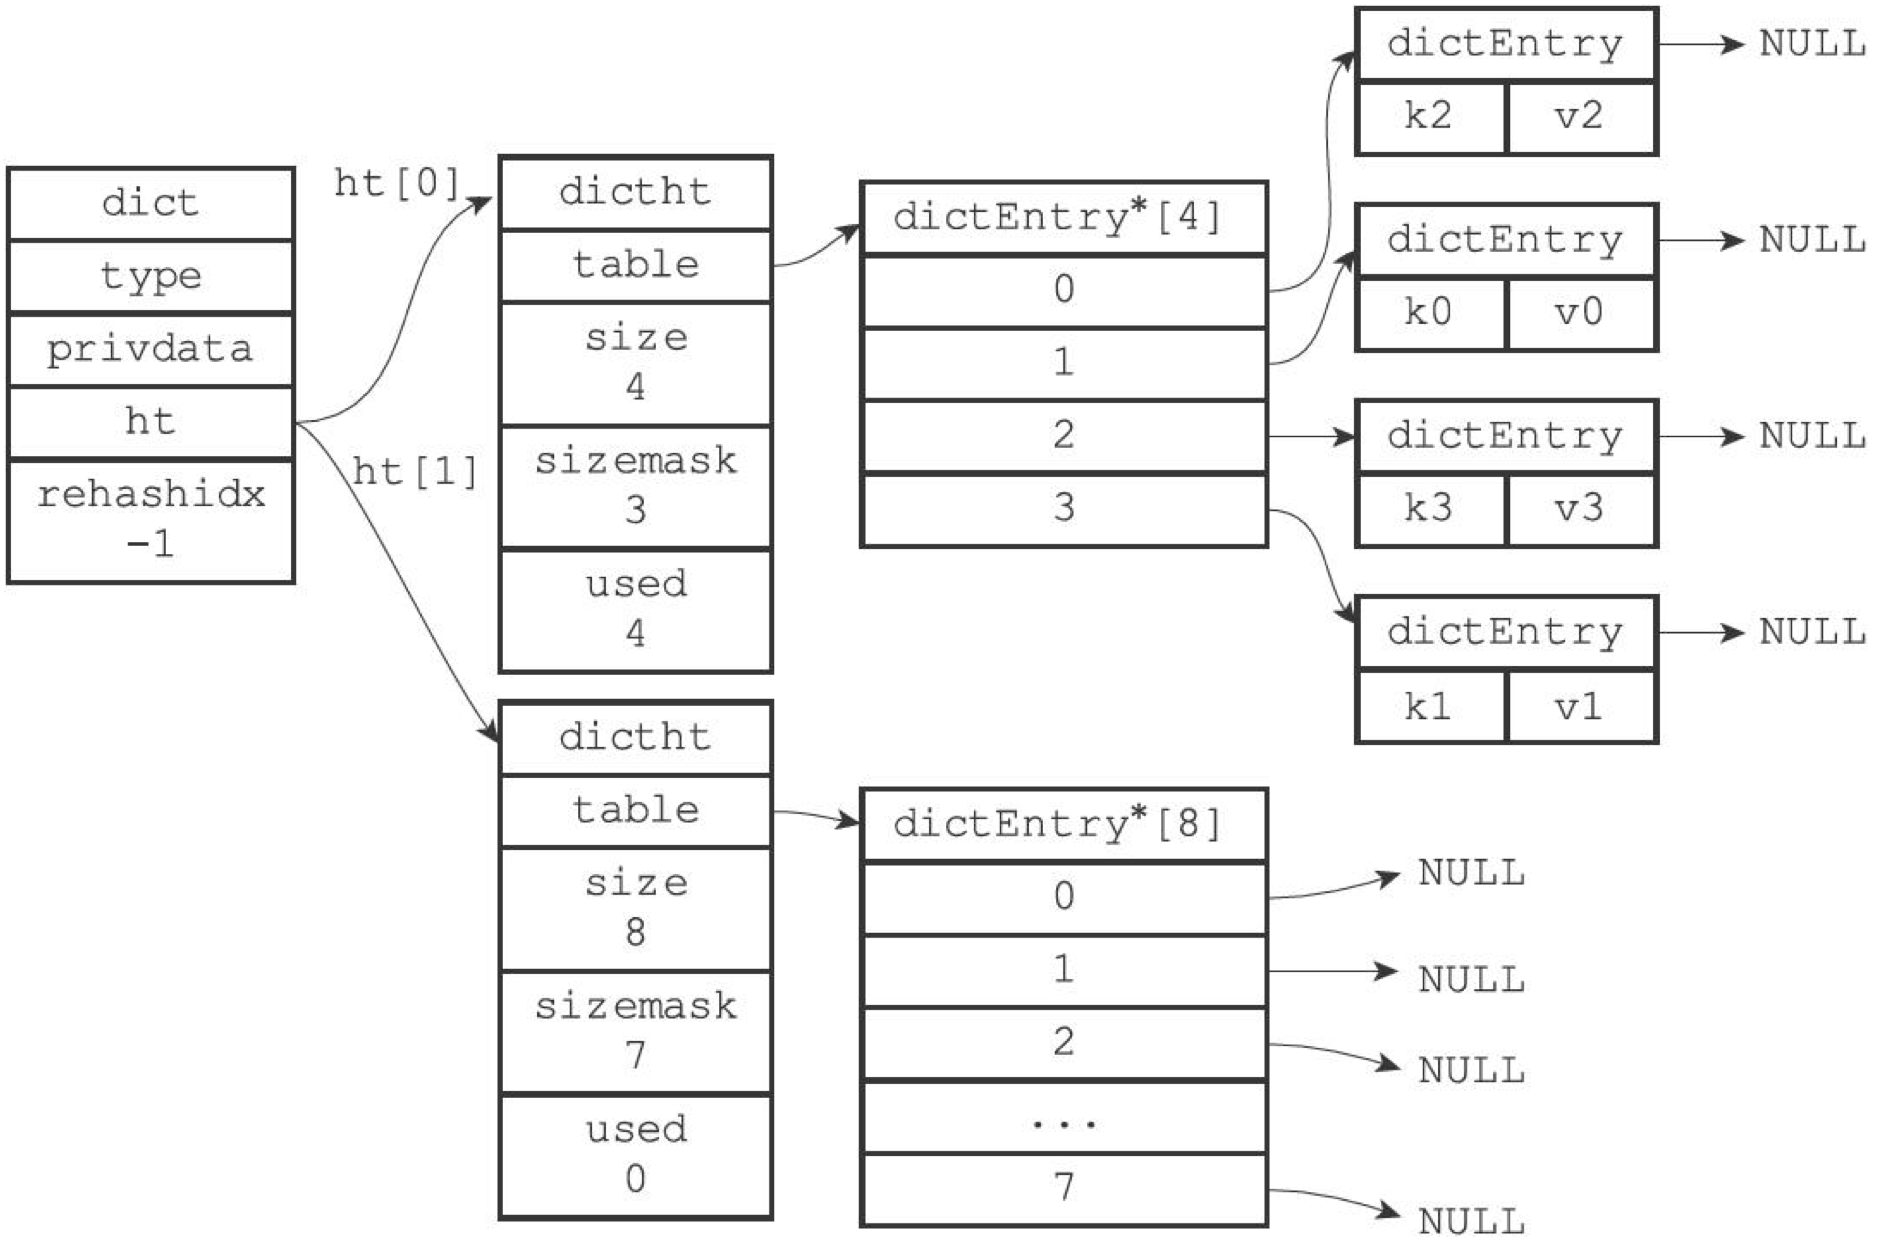 dict
type
privdata
ht
rehashidx
-1
ht[0]
ht[1]
dictht
table
size
4
sizemask
3
used
4
dictht
table
size
8
sizemask
7
used
0
dictEntry*[4]
0
1
2
3
dictEntry*[8]
0
1
2
...
7
dictEntry
k2 v2
NULL
dictEntry
k0 v0
NULL
dictEntry
k3 v3
NULL
dictEntry
k1 v1
NULL
NULL
NULL
NULL
NULL